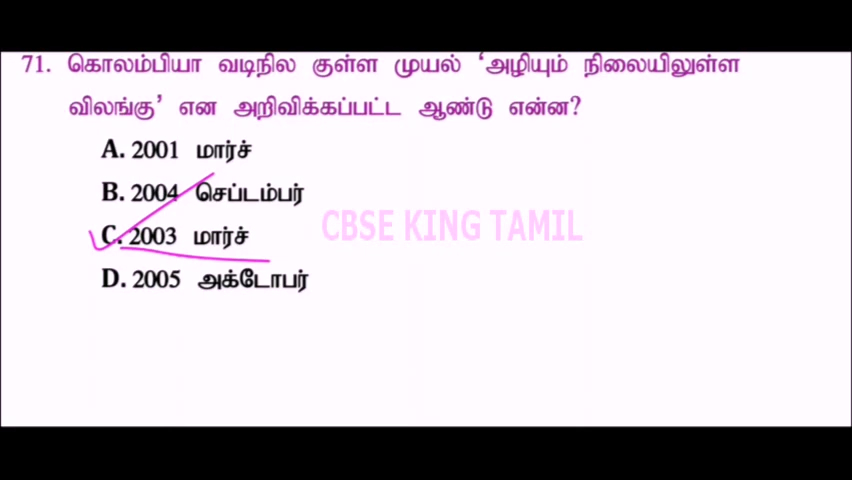 71. கொலம்பியா வடிநில குள்ள முயல் ‘அழியும் நிலையிலுள்ள
விலங்கு’ என அறிவிக்கப்பட்ட ஆண்டு என்ன?
A. 2001 மார்ச்
B. 2004 செப்டம்பர்
C. 2003 மார்ச்
D. 2005 அக்டோபர்
CBSE KING TAMIL